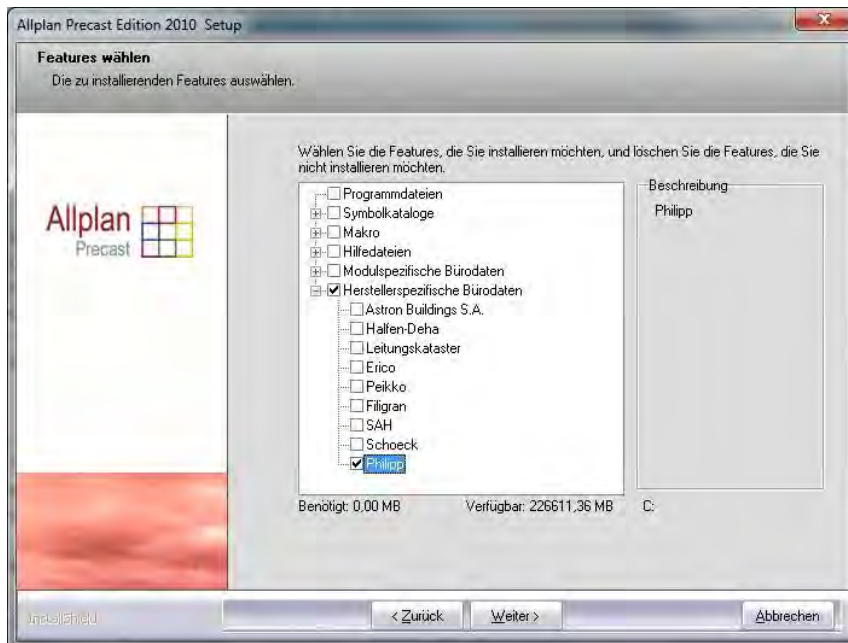 Allplan Precast Edition 2010 Setup
Features wählen
Die zu installierenden Features auswählen.
Wählen Sie die Features, die Sie installieren möchten, und löschen Sie die Features, die Sie
nicht installieren möchten.
Allplan
Precast
Programmdateien
Symbolkataloge
Makro
Hilfedateien
Modulspezifische Bürodaten
Herstellerspezifische Bürodaten
Astron Buildings S.A.
Halfen-Deha
Leitungskataster
Erico
Peikko
Filigran
SAH
Schoeck
Philipp
Beschreibung
Philipp
Benötigt: 0,00 MB
Verfügbar: 226611,36 MB
C:
InstallShield
< Zurück
Weiter >
Abbrechen